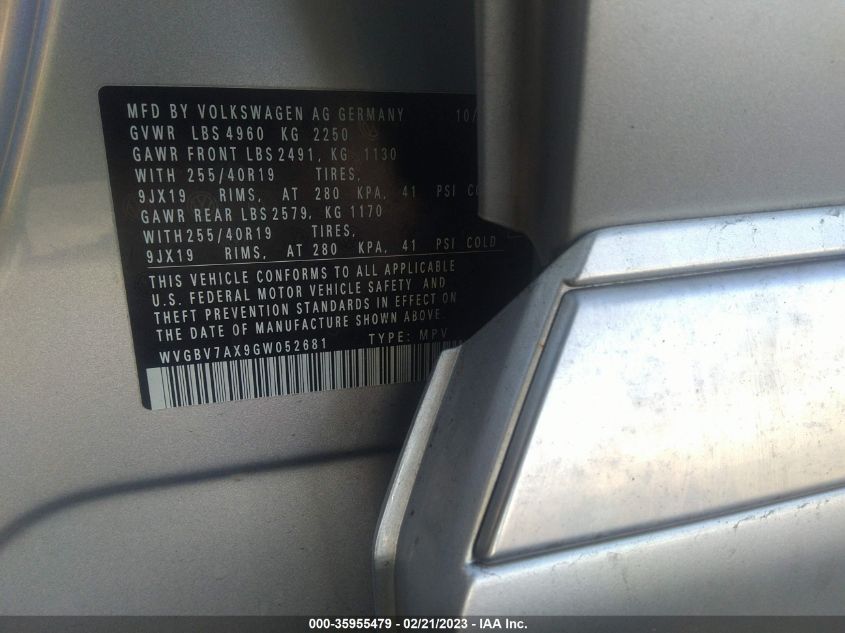 MFD BY VOLKSWAGEN AG GERMANY 10/
GVWR LBS 4960 KG 2250
GAWR FRONT LBS 2491, KG 1130
WITH 255/40R19 TIRES,
9JX19 RIMS, AT 280 KPA, 41 PSI CO
GAWR REAR LBS 2579, KG 1170
WITH 255/40R19 TIRES,
9JX19 RIMS, AT 280 KPA, 41 PSI COLD
THIS VEHICLE CONFORMS TO ALL APPLICABLE
U.S. FEDERAL MOTOR VEHICLE SAFETY AND
THEFT PREVENTION STANDARDS IN EFFECT ON
THE DATE OF MANUFACTURE SHOWN ABOVE.
WVGBV7AX9GW052681 TYPE: MPV
000-35955479 - 02/21/2023 - IAA Inc.